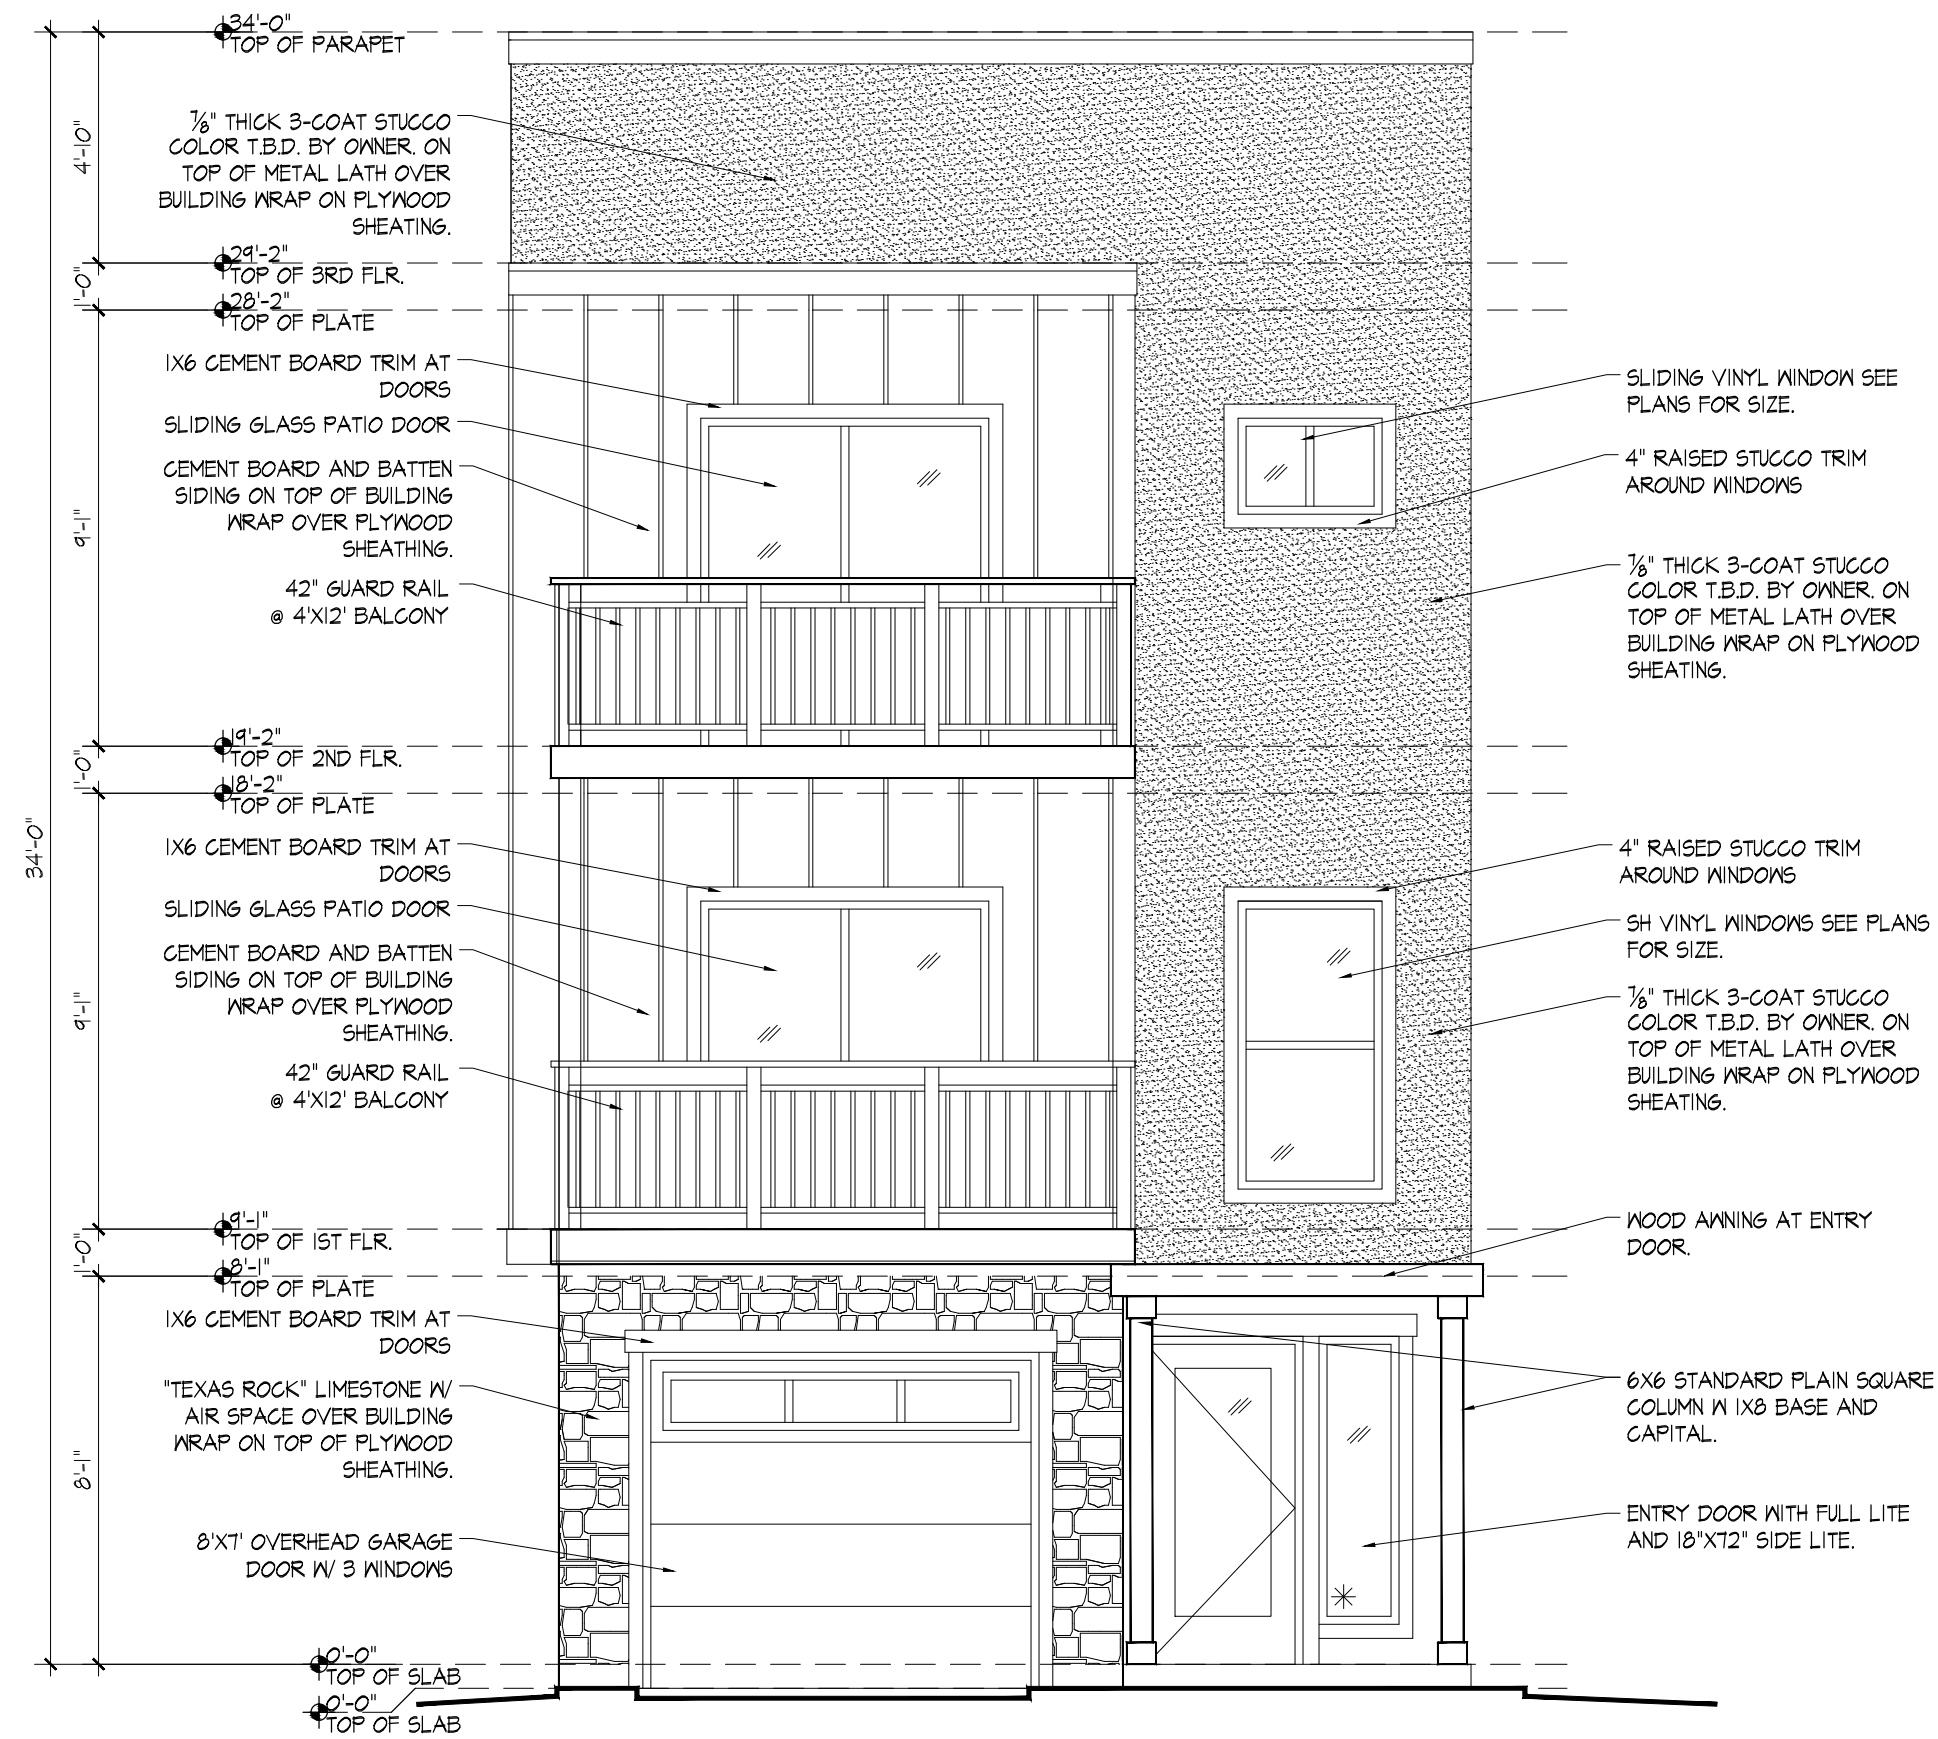 34'-0"
TOP OF PARAPET
4'-10"
7/8" THICK 3-COAT STUCCO
COLOR T.B.D. BY OWNER. ON
TOP OF METAL LATH OVER
BUILDING WRAP ON PLYWOOD
SHEATING.
29'-2"
TOP OF 3RD FLR.
1'-0"
28'-2"
TOP OF PLATE
1X6 CEMENT BOARD TRIM AT
DOORS
SLIDING GLASS PATIO DOOR
CEMENT BOARD AND BATTEN
SIDING ON TOP OF BUILDING
WRAP OVER PLYWOOD
SHEATHING.
9'-1"
42" GUARD RAIL
@ 4'X12' BALCONY
19'-2"
TOP OF 2ND FLR.
1'-0"
18'-2"
TOP OF PLATE
34'-0"
1X6 CEMENT BOARD TRIM AT
DOORS
SLIDING GLASS PATIO DOOR
CEMENT BOARD AND BATTEN
SIDING ON TOP OF BUILDING
WRAP OVER PLYWOOD
SHEATHING.
9'-1"
42" GUARD RAIL
@ 4'X12' BALCONY
9'-1"
TOP OF 1ST FLR.
1'-0"
8'-1"
TOP OF PLATE
1X6 CEMENT BOARD TRIM AT
DOORS
"TEXAS ROCK" LIMESTONE W/
AIR SPACE OVER BUILDING
WRAP ON TOP OF PLYWOOD
SHEATHING.
8'-1"
8'X7' OVERHEAD GARAGE
DOOR W/ 3 WINDOWS
0'-0"
TOP OF SLAB
0'-0"
TOP OF SLAB
SLIDING VINYL WINDOW SEE
PLANS FOR SIZE.
4" RAISED STUCCO TRIM
AROUND WINDOWS
7/8" THICK 3-COAT STUCCO
COLOR T.B.D. BY OWNER. ON
TOP OF METAL LATH OVER
BUILDING WRAP ON PLYWOOD
SHEATING.
4" RAISED STUCCO TRIM
AROUND WINDOWS
SH VINYL WINDOWS SEE PLANS
FOR SIZE.
7/8" THICK 3-COAT STUCCO
COLOR T.B.D. BY OWNER. ON
TOP OF METAL LATH OVER
BUILDING WRAP ON PLYWOOD
SHEATING.
WOOD AWNING AT ENTRY
DOOR.
6X6 STANDARD PLAIN SQUARE
COLUMN W 1X8 BASE AND
CAPITAL.
ENTRY DOOR WITH FULL LITE
AND 18"X72" SIDE LITE.